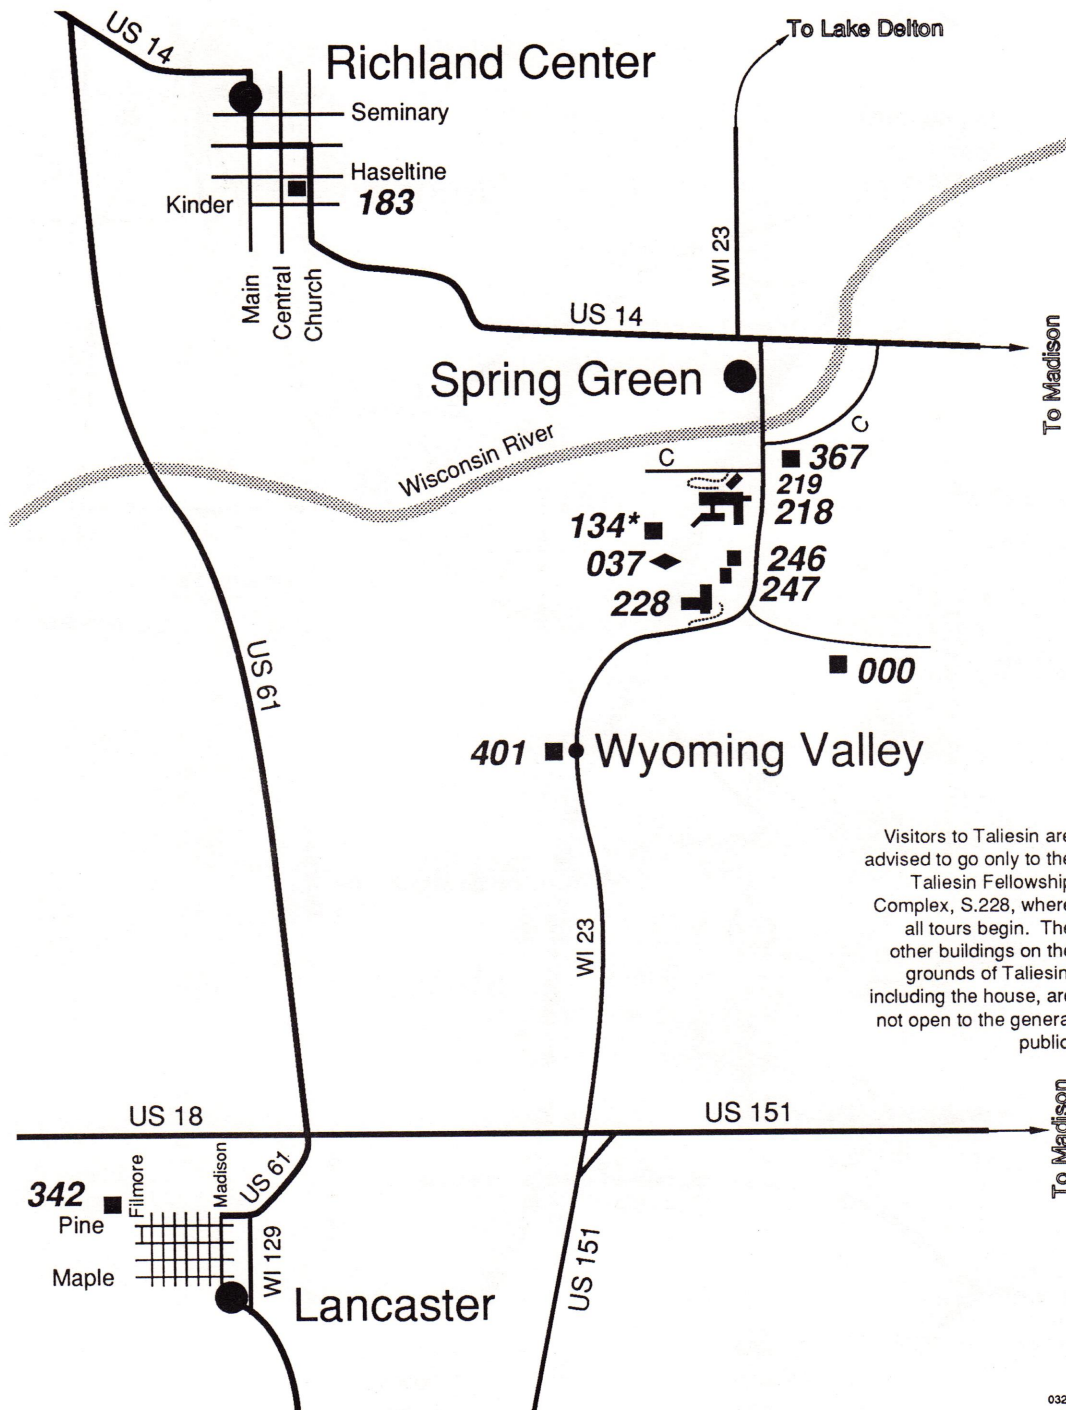 US 14
To Lake Delton
Richland Center
Seminary
Haseltine
183
Kinder
Main
Central
Church
WI 23
US 14
To Madison
Spring Green
Wisconsin River
C
C
367
219
218
134*
037
246
247
228
000
US 61
401
Wyoming Valley
Visitors to Taliesin are
advised to go only to the
Taliesin Fellowship
Complex, S.228, where
all tours begin. The
other buildings on the
grounds of Taliesin
including the house, are
not open to the genera
public
WI 23
US 18
US 151
To Madison
342
Filmore
Madison
US 61
Pine
Maple
WI 129
US 151
Lancaster
032